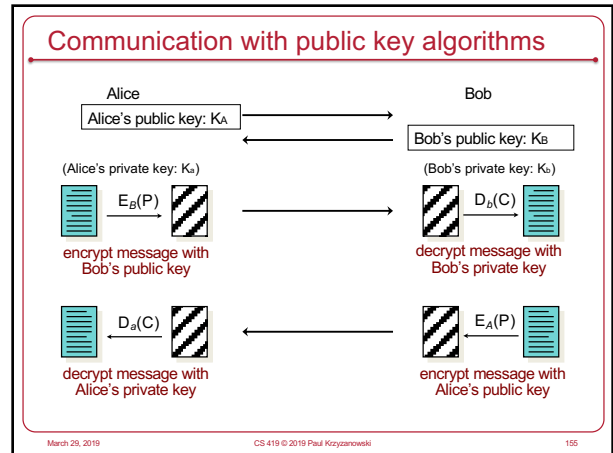 Communication with public key algorithms
Alice
Bob
Alice's public key: KA
Bob's public key: KB
(Alice's private key: Ka)
(Bob's private key: Kb)
EB(P)
Db(C)
encrypt message with
Bob's public key
decrypt message with
Bob's private key
Da(C)
EA(P)
decrypt message with
Alice's private key
encrypt message with
Alice's public key
March 29, 2019
CS 419 © 2019 Paul Krzyzanowski
155